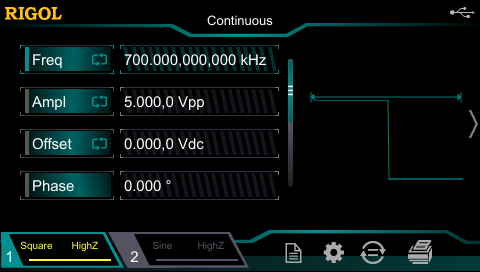 RIGOL
Continuous
Freq 700.000,000,000 kHz
Ampl 5.000,0 Vpp
Offset 0.000,0 Vdc
Phase 0.000 °
1 Square HighZ
2 Sine HighZ